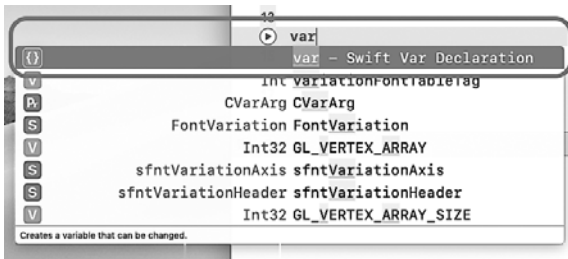 13
var
{} var – Swift Var Declaration
V Int variationFontTableTag
Pr CVarArg CVarArg
S FontVariation FontVariation
V Int32 GL_VERTEX_ARRAY
S sfntVariationAxis sfntVariationAxis
S sfntVariationHeader sfntVariationHeader
V Int32 GL_VERTEX_ARRAY_SIZE
Creates a variable that can be changed.